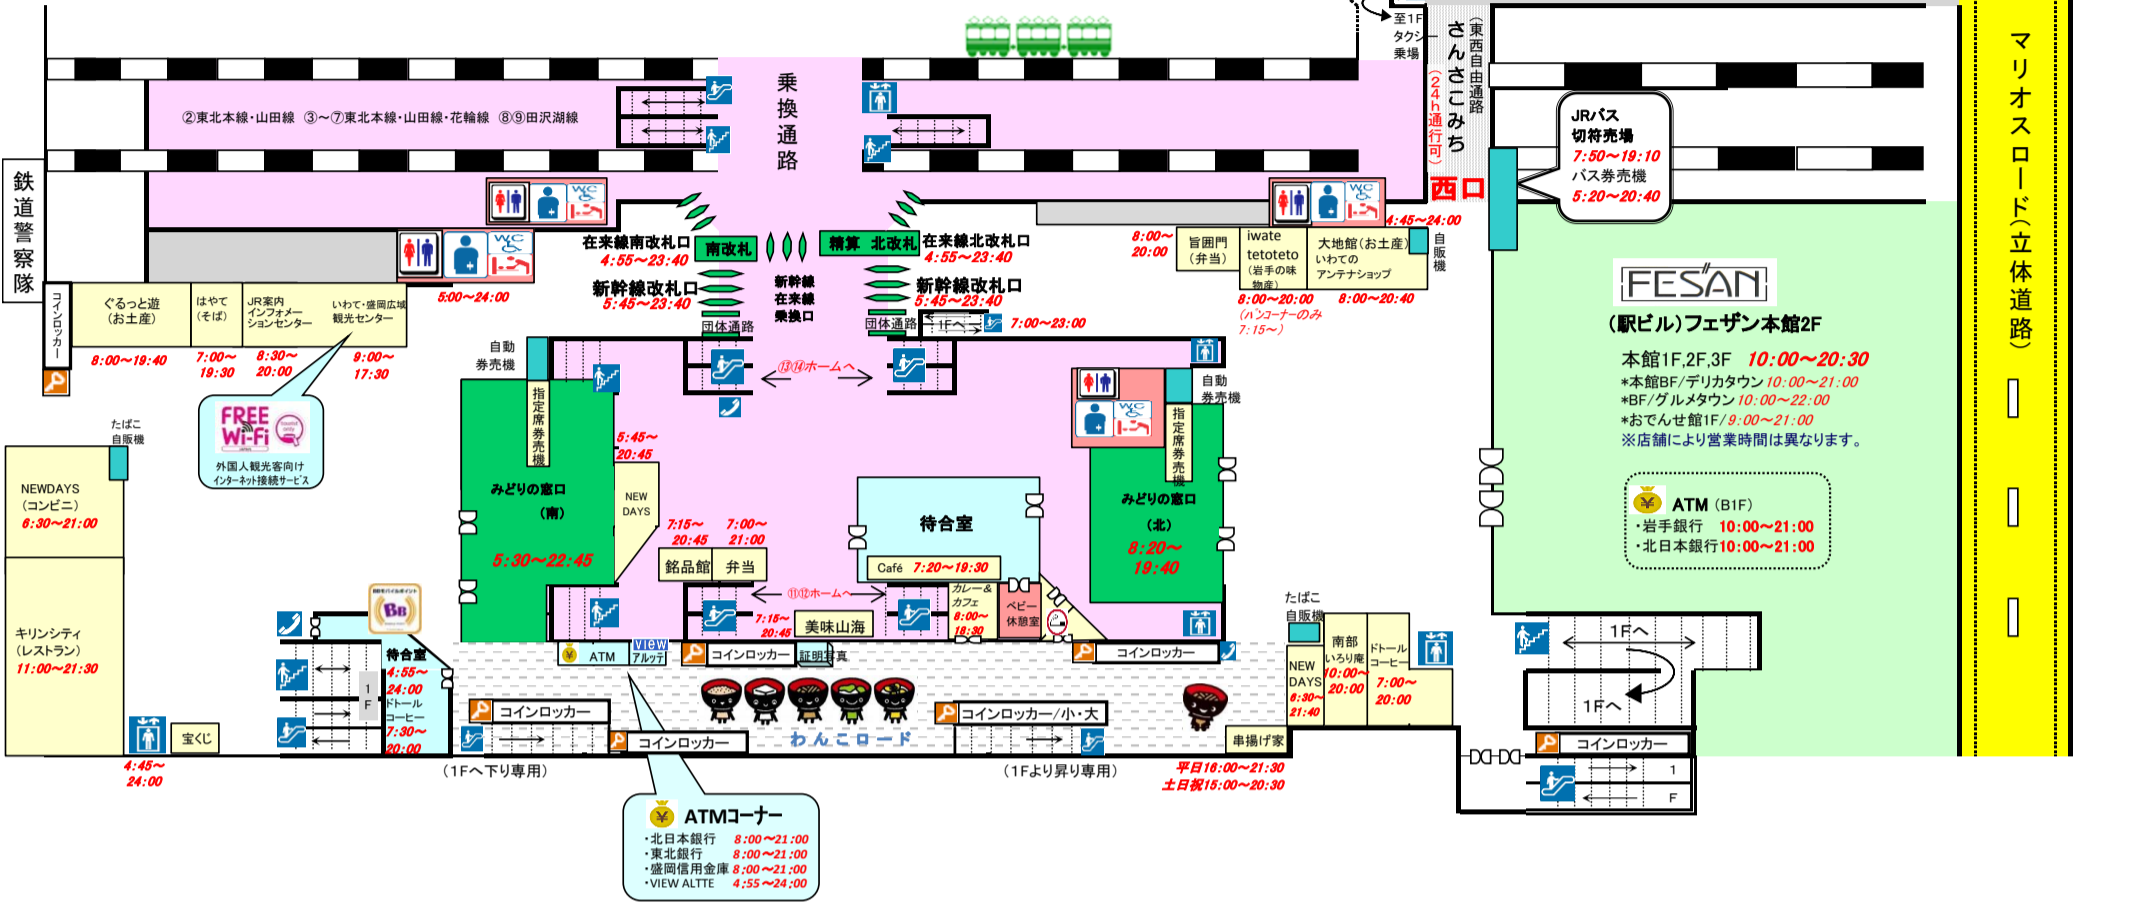 至1F
タクシー
乗場
(東西自由通路)
さんさこみち
(24h通行可)
西口
マリオスロード(立体道路)
乗換通路
②東北本線・山田線 ③〜⑦東北本線・山田線・花輪線 ⑧⑨田沢湖線
JRバス
切符売場
7:50〜19:10
バス券売機
5:20〜20:40
鉄道警察隊
WC
WC
WC
4:45〜24:00
5:00〜24:00
在来線南改札口
4:55〜23:40
南改札
精算 北改札
在来線北改札口
4:55〜23:40
新幹線改札口
5:45〜23:40
新幹線
在来線
乗換口
新幹線改札口
5:45〜23:40
団体通路
団体通路
1Fへ
7:00〜23:00
8:00〜
20:00
旨囲門
(弁当)
iwate
tetoteto
(岩手の味
物産)
8:00〜20:00
(パンコーナーのみ
7:15〜)
大地館(お土産)
いわての
アンテナショップ
8:00〜20:40
自販機
コインロッカー
ぐるっと遊
(お土産)
8:00〜19:40
はやて
(そば)
7:00〜
19:30
JR案内
インフォメー
ションセンター
8:30〜
20:00
いわて・盛岡広域
観光センター
9:00〜
17:30
FREE
Wi-Fi
外国人観光客向け
インターネット接続サービス
FESAN
(駅ビル)フェザン本館2F
本館1F,2F,3F 10:00〜20:30
*本館BF/デリカタウン10:00〜21:00
*BF/グルメタウン10:00〜22:00
*おでんせ館1F/9:00〜21:00
※店舗により営業時間は異なります。
ATM (B1F)
・岩手銀行 10:00〜21:00
・北日本銀行10:00〜21:00
自動
券売機
指定席券売機
⑬⑭ホームへ
WC
自動
券売機
指定席券売機
たばこ
自販機
NEWDAYS
(コンビニ)
6:30〜21:00
キリンシティ
(レストラン)
11:00〜21:30
みどりの窓口
(南)
5:30〜22:45
5:45〜
20:45
NEW
DAYS
7:15〜
20:45
銘品館
7:00〜
21:00
弁当
待合室
Café 7:20〜19:30
みどりの窓口
(北)
8:20〜
19:40
⑪⑫ホームへ
7:15〜
20:45
美味山海
カレー&
カフェ
8:00〜
18:30
ベビー
休憩室
BB
待合室
4:55〜
24:00
ドトール
コーヒー
7:30〜
20:00
1F
宝くじ
4:45〜
24:00
ATM
view
アルッテ
コインロッカー
証明写真
コインロッカー
コインロッカー
コインロッカー
コインロッカー/小・大
わんこロード
(1Fへ下り専用)
(1Fより昇り専用)
串揚げ家
平日16:00〜21:30
土日祝15:00〜20:30
たばこ
自販機
NEW
DAYS
6:30〜
21:40
南部
いろり庵
10:00〜
20:00
ドトール
コーヒー
7:00〜
20:00
1Fへ
1Fへ
コインロッカー
1F
ATMコーナー
・北日本銀行 8:00〜21:00
・東北銀行 8:00〜21:00
・盛岡信用金庫 8:00〜21:00
・VIEW ALTTE 4:55〜24:00